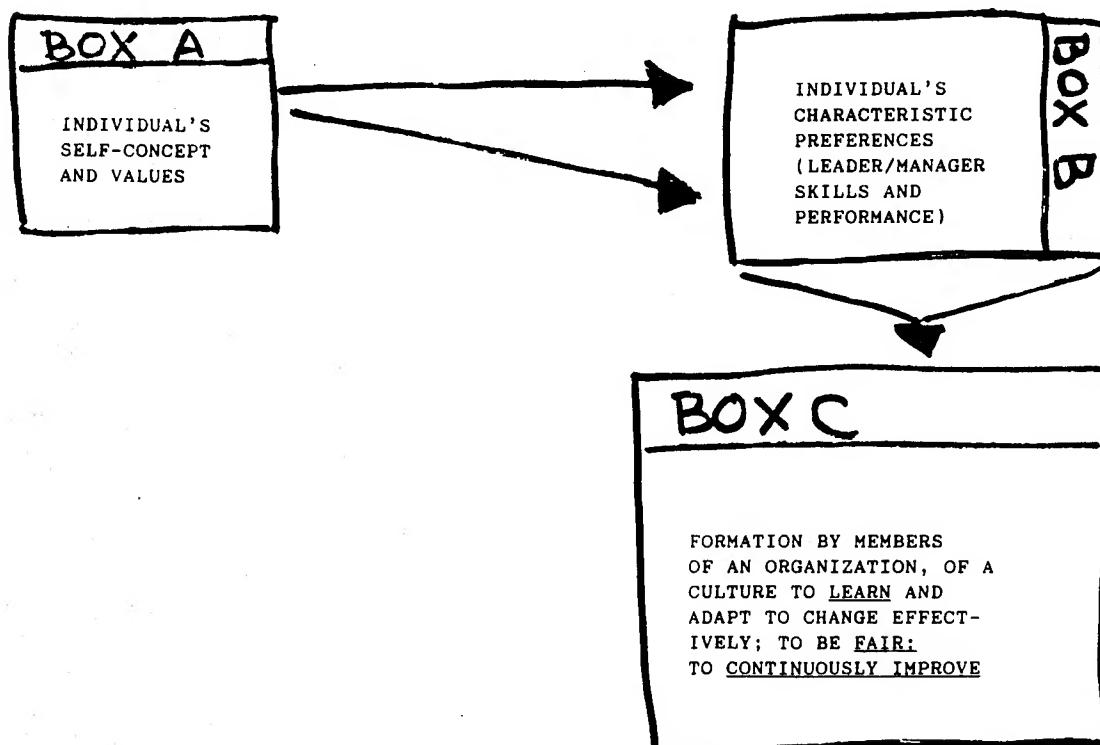 BOX A
INDIVIDUAL'S
SELF-CONCEPT
AND VALUES
INDIVIDUAL'S
CHARACTERISTIC
PREFERENCES
(LEADER/MANAGER
SKILLS AND
PERFORMANCE)
BOX B
BOX C
FORMATION BY MEMBERS
OF AN ORGANIZATION, OF A
CULTURE TO LEARN AND
ADAPT TO CHANGE EFFECT-
IVELY; TO BE FAIR;
TO CONTINUOUSLY IMPROVE